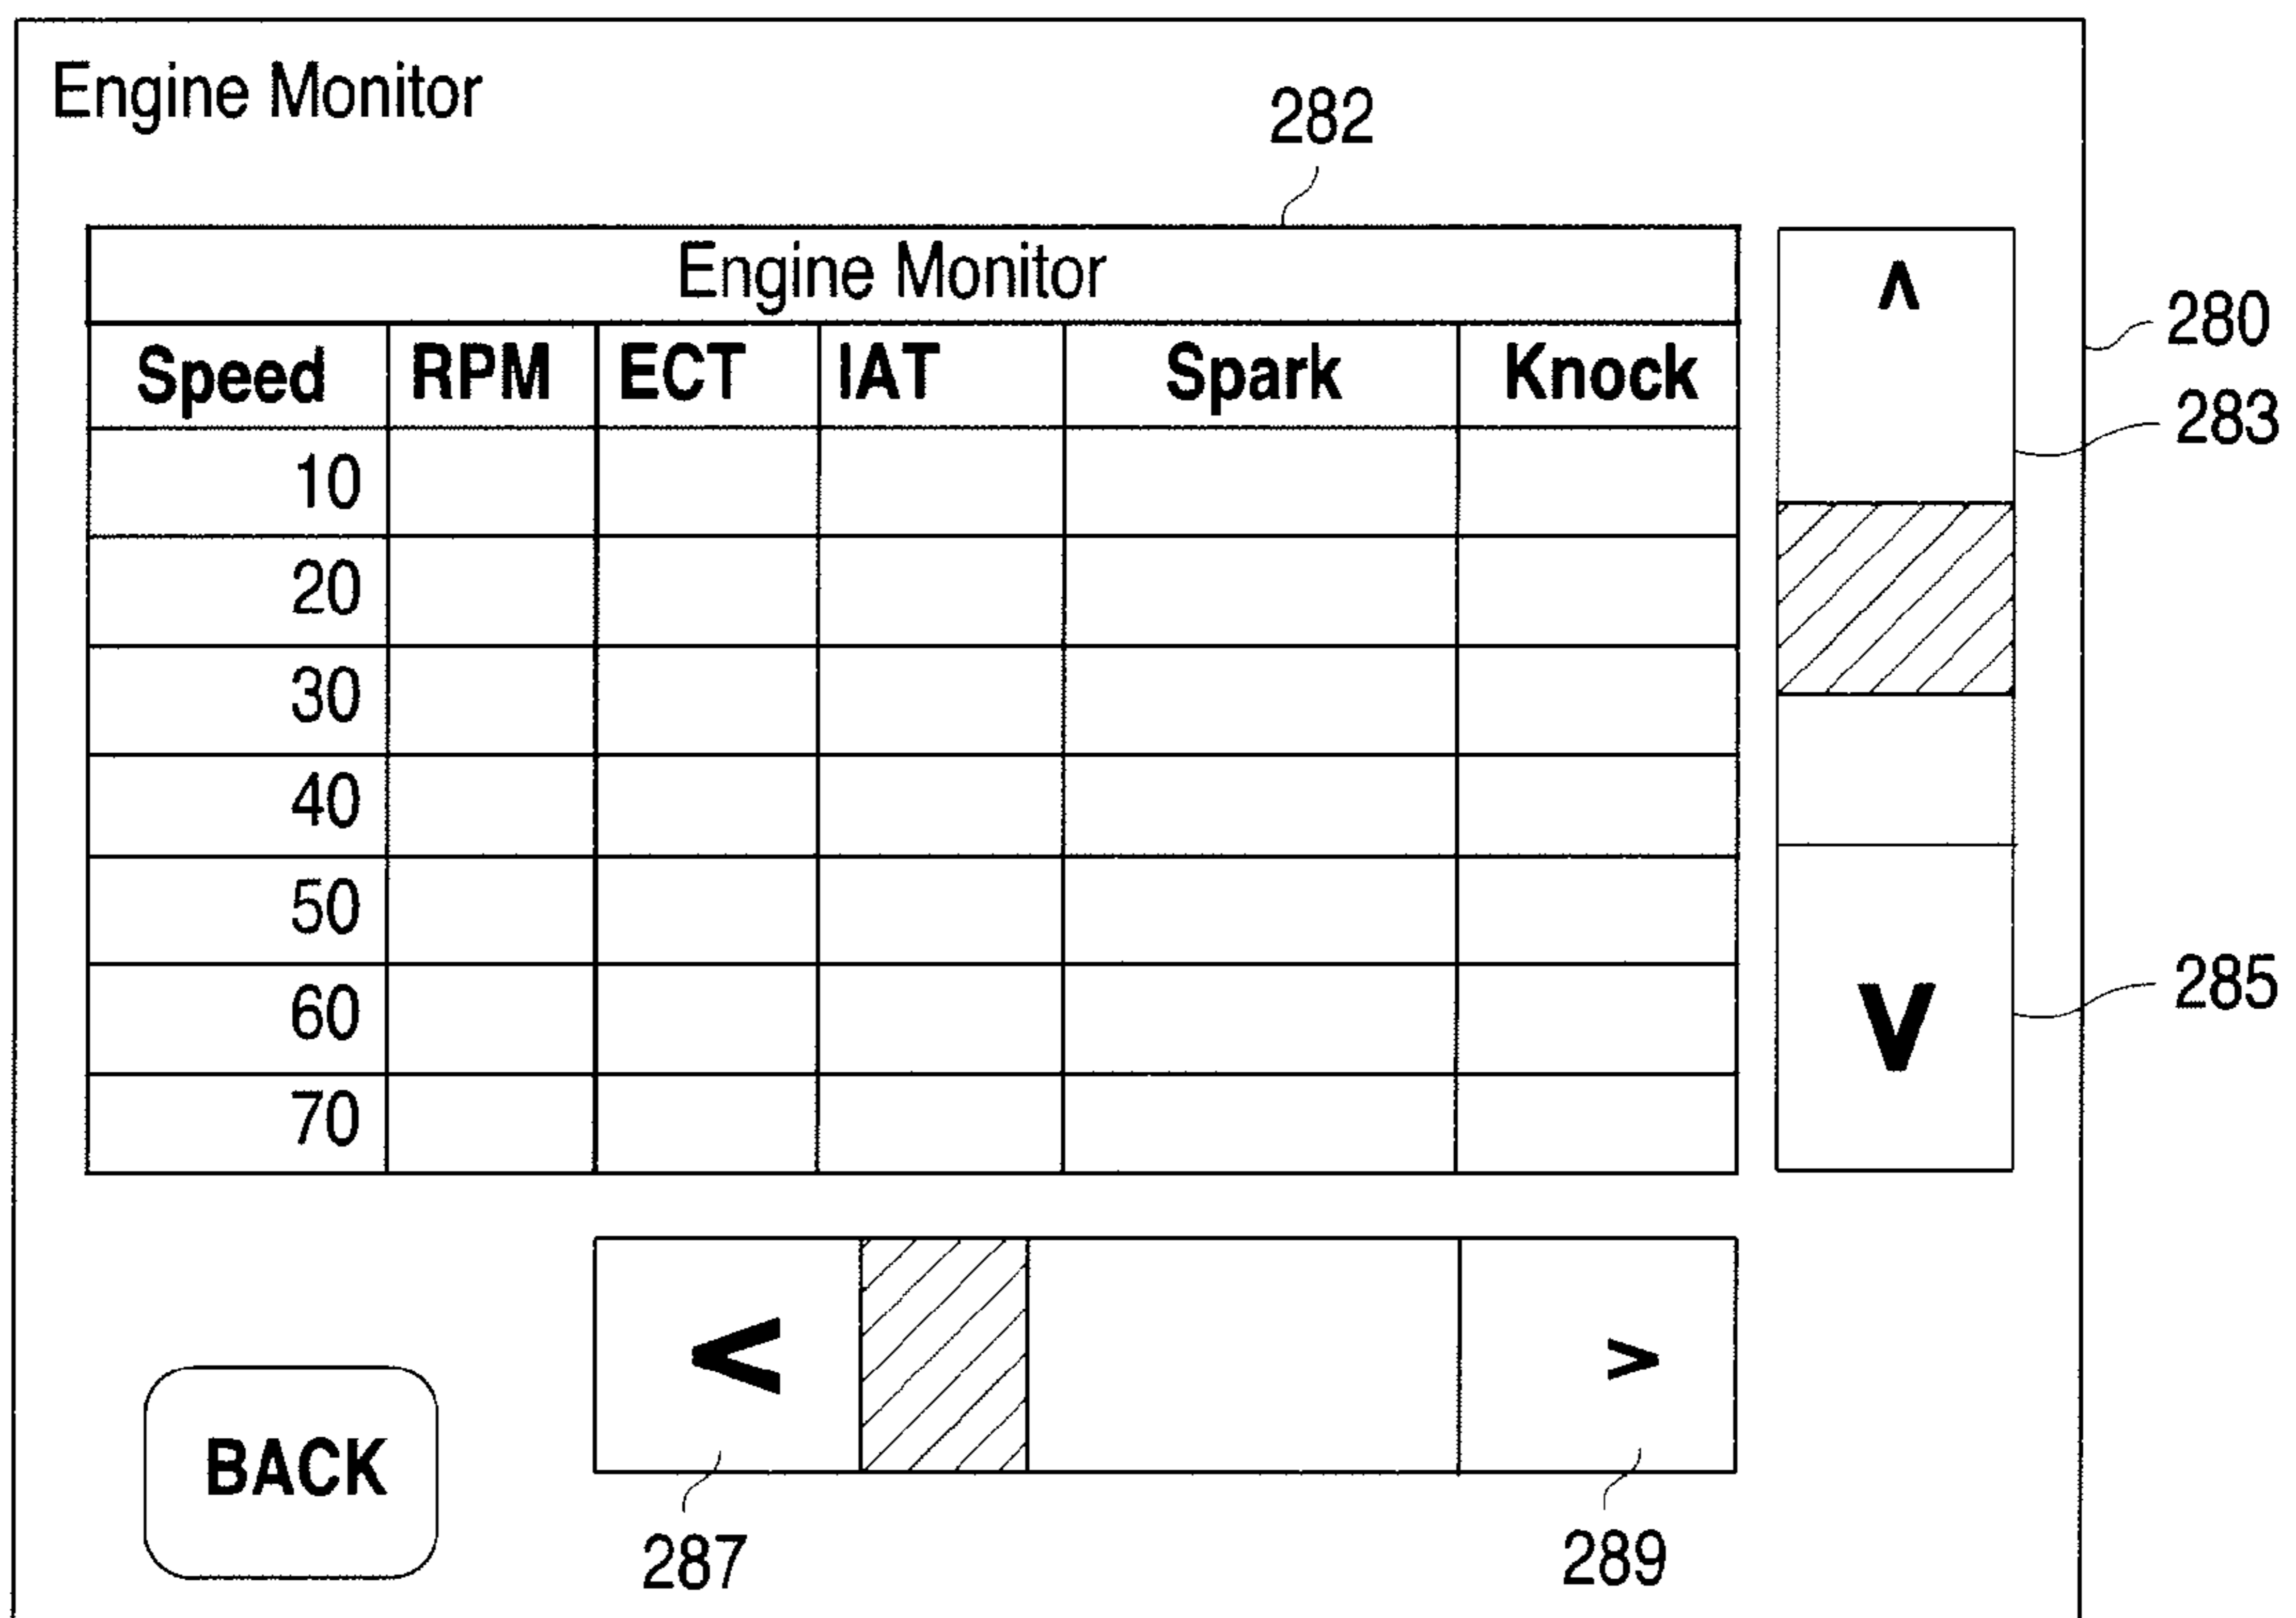 Engine Monitor
282
Engine Monitor
Speed RPM ECT IAT Spark Knock
10
20
30
40
50
60
70
^
280
283
V
285
< >
BACK
287 289